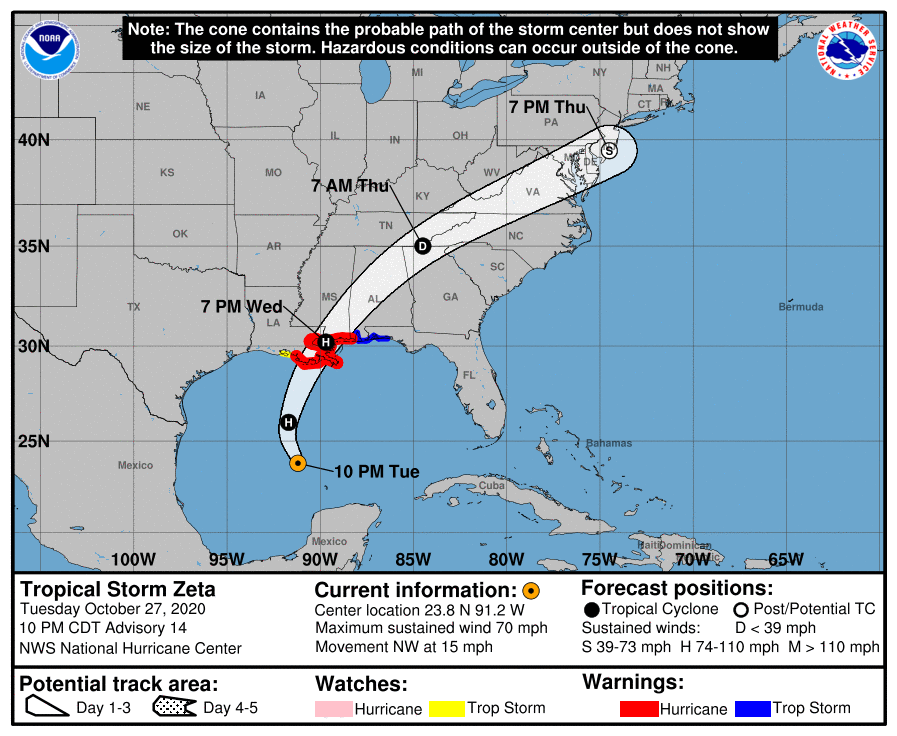 Note: The cone contains the probable path of the storm center but does not show
the size of the storm. Hazardous conditions can occur outside of the cone.
NOAA
NATIONAL WEATHER SERVICE
MI
NY
NH
MA
CT
RI
NE
IA
PA
7 PM Thu
IL
IN
OH
40N
MD
DE
S
KS
MO
WV
7 AM Thu
KY
VA
TN
NC
OK
AR
D
35N
SC
7 PM Wed
MS
AL
GA
TX
LA
Bermuda
H
30N
FL
H
25N
Bahamas
Mexico
10 PM Tue
Cuba
Mexico
Haiti
Dominican
100W
95W
90W
85W
80W
75W
70W
65W
Tropical Storm Zeta
Tuesday October 27, 2020
10 PM CDT Advisory 14
NWS National Hurricane Center
Current information:
Center location 23.8 N 91.2 W
Maximum sustained wind 70 mph
Movement NW at 15 mph
Forecast positions:
Tropical Cyclone Post/Potential TC
Sustained winds: D < 39 mph
S 39-73 mph H 74-110 mph M > 110 mph
Potential track area:
Day 1-3 Day 4-5
Watches:
Hurricane Trop Storm
Warnings:
Hurricane Trop Storm